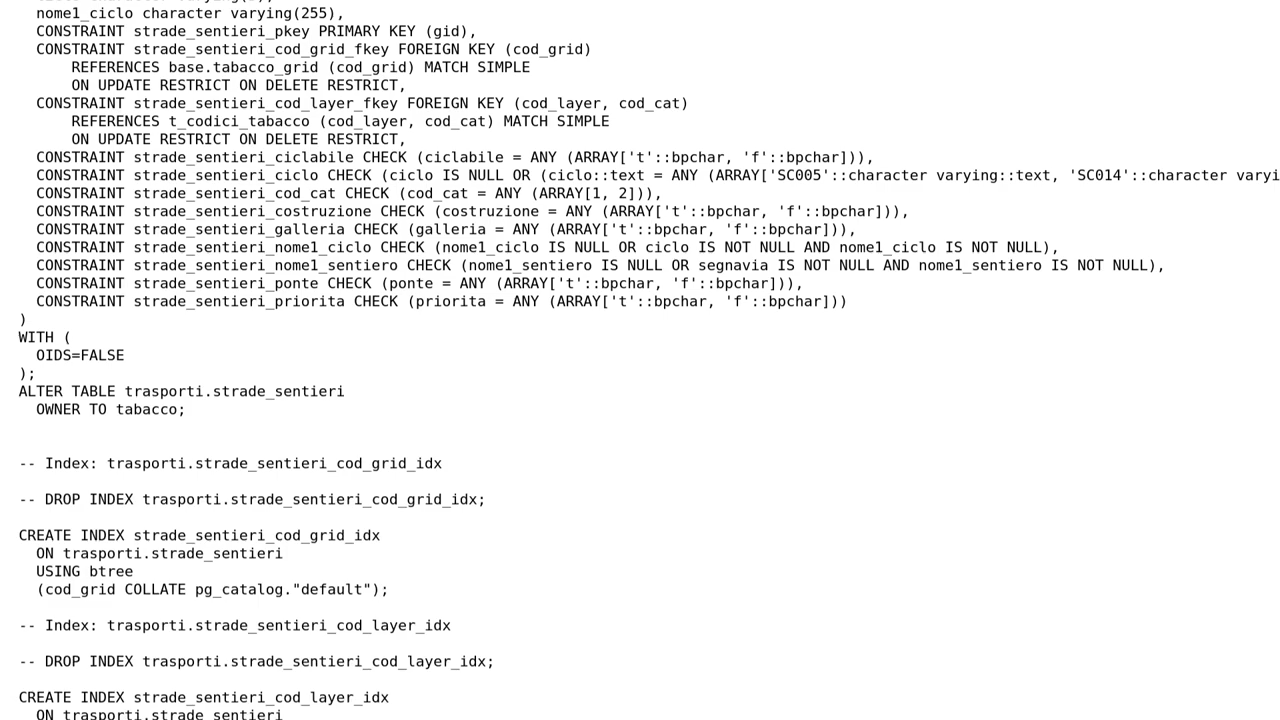 nome1_ciclo character varying(255),
CONSTRAINT strade_sentieri_pkey PRIMARY KEY (gid),
CONSTRAINT strade_sentieri_cod_grid_fkey FOREIGN KEY (cod_grid)
REFERENCES base.tabacco_grid (cod_grid) MATCH SIMPLE
ON UPDATE RESTRICT ON DELETE RESTRICT,
CONSTRAINT strade_sentieri_cod_layer_fkey FOREIGN KEY (cod_layer, cod_cat)
REFERENCES t_codici_tabacco (cod_layer, cod_cat) MATCH SIMPLE
ON UPDATE RESTRICT ON DELETE RESTRICT,
CONSTRAINT strade_sentieri_ciclabile CHECK (ciclabile = ANY (ARRAY['t'::bpchar, 'f'::bpchar])),
CONSTRAINT strade_sentieri_ciclo CHECK (ciclo IS NULL OR (ciclo::text = ANY (ARRAY['SC005'::character varying::text, 'SC014'::character varyi
CONSTRAINT strade_sentieri_cod_cat CHECK (cod_cat = ANY (ARRAY[1, 2])),
CONSTRAINT strade_sentieri_costruzione CHECK (costruzione = ANY (ARRAY['t'::bpchar, 'f'::bpchar])),
CONSTRAINT strade_sentieri_galleria CHECK (galleria = ANY (ARRAY['t'::bpchar, 'f'::bpchar])),
CONSTRAINT strade_sentieri_nome1_ciclo CHECK (nome1_ciclo IS NULL OR ciclo IS NOT NULL AND nome1_ciclo IS NOT NULL),
CONSTRAINT strade_sentieri_nome1_sentiero CHECK (nome1_sentiero IS NULL OR segnavia IS NOT NULL AND nome1_sentiero IS NOT NULL),
CONSTRAINT strade_sentieri_ponte CHECK (ponte = ANY (ARRAY['t'::bpchar, 'f'::bpchar])),
CONSTRAINT strade_sentieri_priorita CHECK (priorita = ANY (ARRAY['t'::bpchar, 'f'::bpchar]))
)
WITH (
OIDS=FALSE
);
ALTER TABLE trasporti.strade_sentieri
OWNER TO tabacco;
-- Index: trasporti.strade_sentieri_cod_grid_idx
-- DROP INDEX trasporti.strade_sentieri_cod_grid_idx;
CREATE INDEX strade_sentieri_cod_grid_idx
ON trasporti.strade_sentieri
USING btree
(cod_grid COLLATE pg_catalog."default");
-- Index: trasporti.strade_sentieri_cod_layer_idx
-- DROP INDEX trasporti.strade_sentieri_cod_layer_idx;
CREATE INDEX strade_sentieri_cod_layer_idx
ON trasporti.strade_sentieri